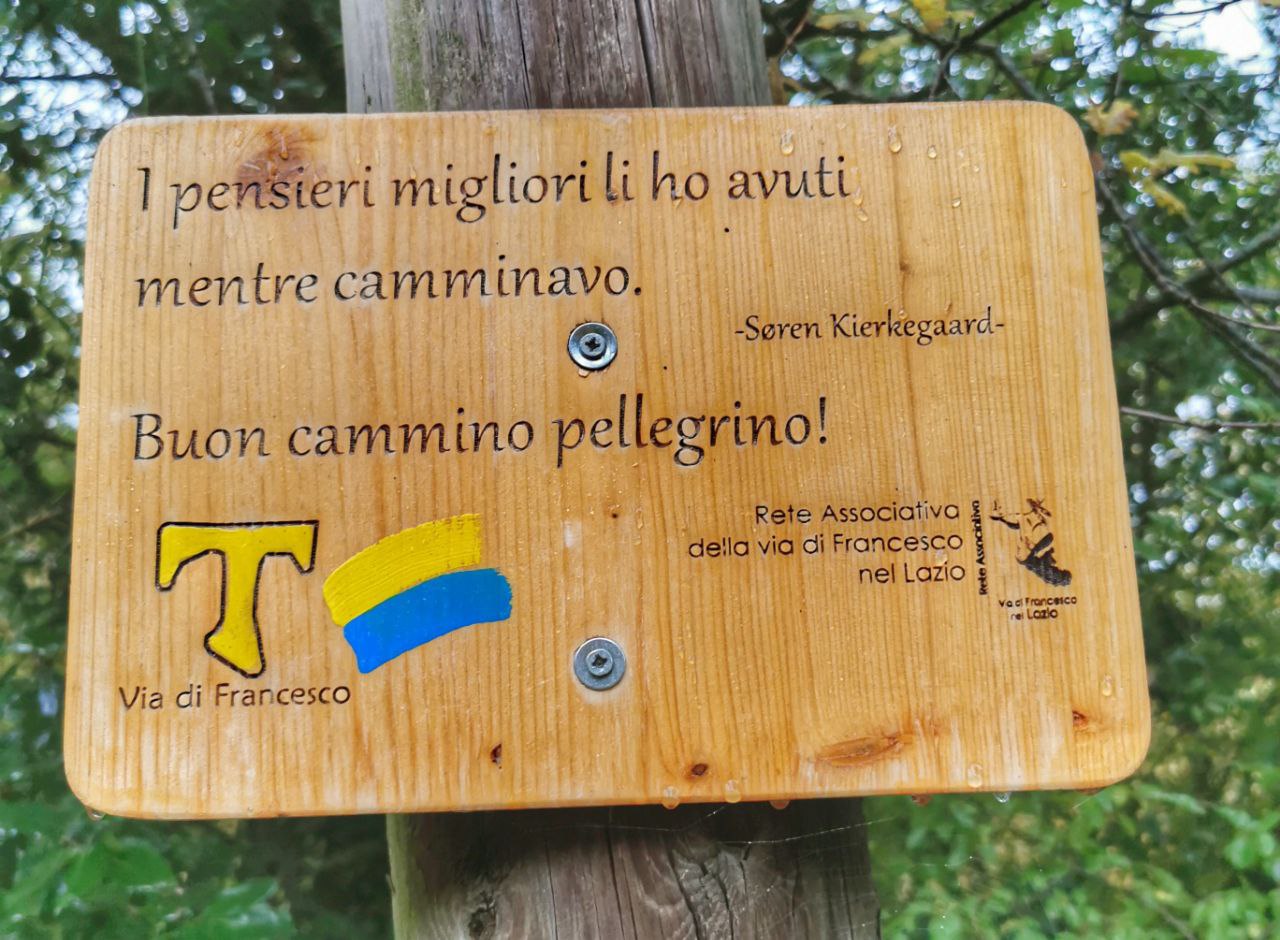 I pensieri migliori li ho avuti
mentre camminavo.
-Søren Kierkegaard-
Buon cammino pellegrino!
T
Via di Francesco
Rete Associativa
della via di Francesco
nel Lazio
Rete Associativa
Via di Francesco
nel Lazio